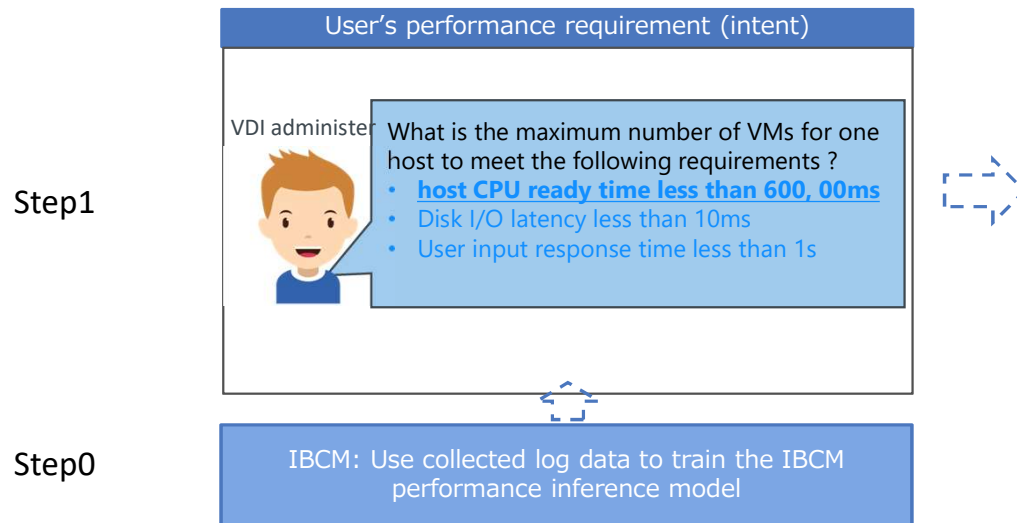 User's performance requirement (intent)
VDI administer
What is the maximum number of VMs for one
host to meet the following requirements ?
• host CPU ready time less than 600, 00ms
• Disk I/O latency less than 10ms
• User input response time less than 1s
Step1
Step0
IBCM: Use collected log data to train the IBCM
performance inference model